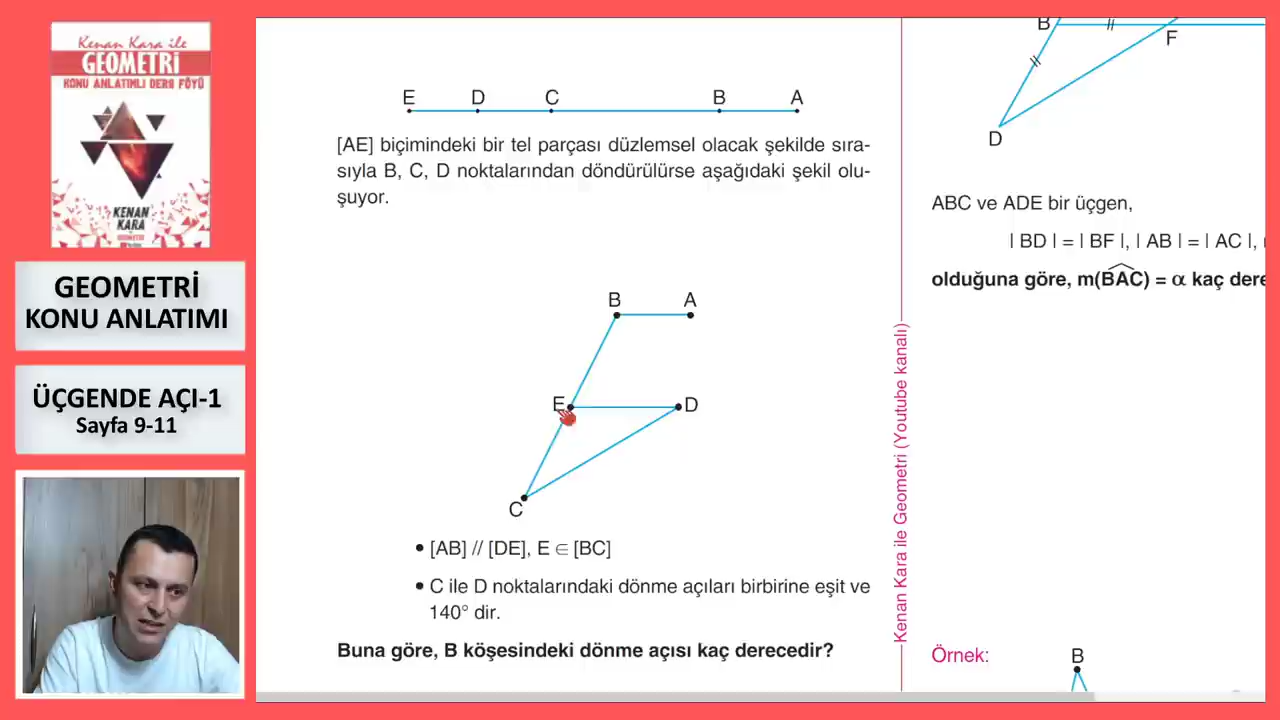 Kenan Kara ile
GEOMETRİ
KONU ANLATIMLI DERS FÖYÜ
KENAN
KARA
GEOMETRİ
KONU ANLATIMI
ÜÇGENDE AÇI-1
Sayfa 9-11
E D C B A
[AE] biçimindeki bir tel parçası düzlemsel olacak şekilde sıra-
sıyla B, C, D noktalarından döndürülürse aşağıdaki şekil olu-
şuyor.
B A
E D
C
• [AB] // [DE], E ∈ [BC]
• C ile D noktalarındaki dönme açıları birbirine eşit ve
140° dir.
Buna göre, B köşesindeki dönme açısı kaç derecedir?
Kenan Kara ile Geometri (Youtube kanalı)
B
F
D
ABC ve ADE bir üçgen,
| BD | = | BF |, | AB | = | AC |,
olduğuna göre, m(BAC) = α kaç dere
Örnek:
B